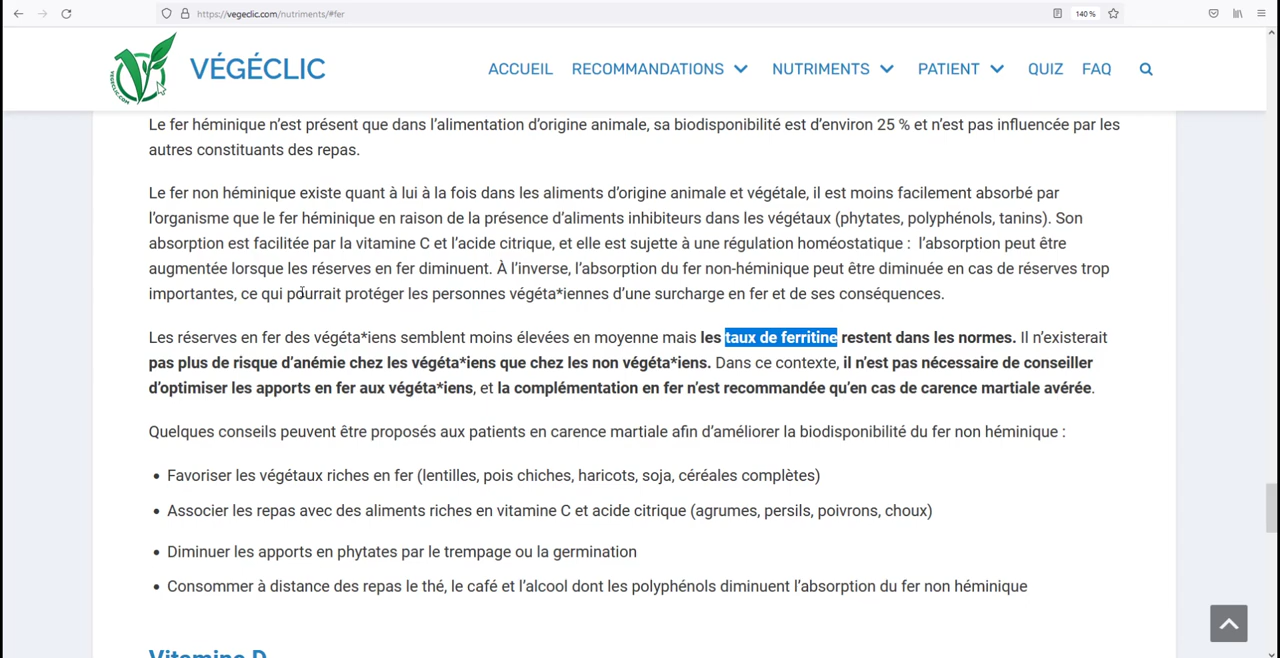 https://vegeclic.com/nutriments/#fer
140 %
VEGECLIC.COM
VÉGÉCLIC
ACCUEIL
RECOMMANDATIONS
NUTRIMENTS
PATIENT
QUIZ
FAQ
Le fer héminique n’est présent que dans l’alimentation d’origine animale, sa biodisponibilité est d’environ 25 % et n’est pas influencée par les
autres constituants des repas.
Le fer non héminique existe quant à lui à la fois dans les aliments d’origine animale et végétale, il est moins facilement absorbé par
l’organisme que le fer héminique en raison de la présence d’aliments inhibiteurs dans les végétaux (phytates, polyphénols, tanins). Son
absorption est facilitée par la vitamine C et l’acide citrique, et elle est sujette à une régulation homéostatique : l’absorption peut être
augmentée lorsque les réserves en fer diminuent. À l’inverse, l’absorption du fer non-héminique peut être diminuée en cas de réserves trop
importantes, ce qui pourrait protéger les personnes végéta*iennes d’une surcharge en fer et de ses conséquences.
Les réserves en fer des végéta*iens semblent moins élevées en moyenne mais les taux de ferritine restent dans les normes. Il n’existerait
pas plus de risque d’anémie chez les végéta*iens que chez les non végéta*iens. Dans ce contexte, il n’est pas nécessaire de conseiller
d’optimiser les apports en fer aux végéta*iens, et la complémentation en fer n’est recommandée qu’en cas de carence martiale avérée.
Quelques conseils peuvent être proposés aux patients en carence martiale afin d’améliorer la biodisponibilité du fer non héminique :
• Favoriser les végétaux riches en fer (lentilles, pois chiches, haricots, soja, céréales complètes)
• Associer les repas avec des aliments riches en vitamine C et acide citrique (agrumes, persils, poivrons, choux)
• Diminuer les apports en phytates par le trempage ou la germination
• Consommer à distance des repas le thé, le café et l’alcool dont les polyphénols diminuent l’absorption du fer non héminique
Vitamine D